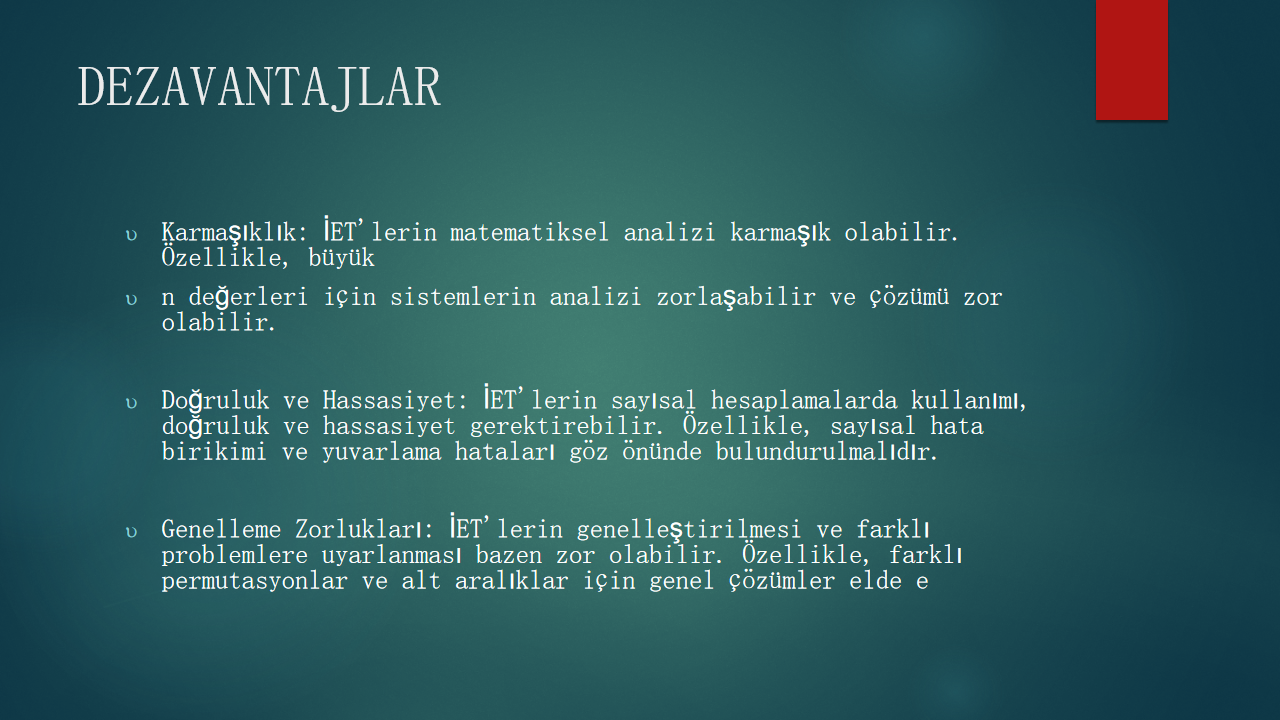 DEZAVANTAJLAR
Karmaşıklık: İET'lerin matematiksel analizi karmaşık olabilir.
Özellikle, büyük
n değerleri için sistemlerin analizi zorlaşabilir ve çözümü zor
olabilir.
Doğruluk ve Hassasiyet: İET'lerin sayısal hesaplamalarda kullanımı,
doğruluk ve hassasiyet gerektirebilir. Özellikle, sayısal hata
birikimi ve yuvarlama hataları göz önünde bulundurulmalıdır.
Genelleme Zorlukları: İET'lerin genelleştirilmesi ve farklı
problemlere uyarlanması bazen zor olabilir. Özellikle, farklı
permutasyonlar ve alt aralıklar için genel çözümler elde e